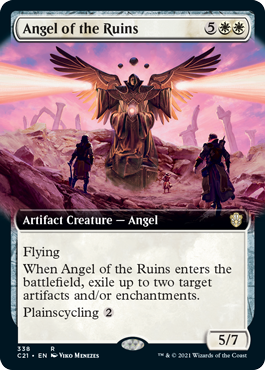 Angel of the Ruins 5
Artifact Creature — Angel
Flying
When Angel of the Ruins enters the
battlefield, exile up to two target
artifacts and/or enchantments.
Plainscycling 2
5/7
338 R
C21 • EN Viko Menezes
™ & © 2021 Wizards of the Coast